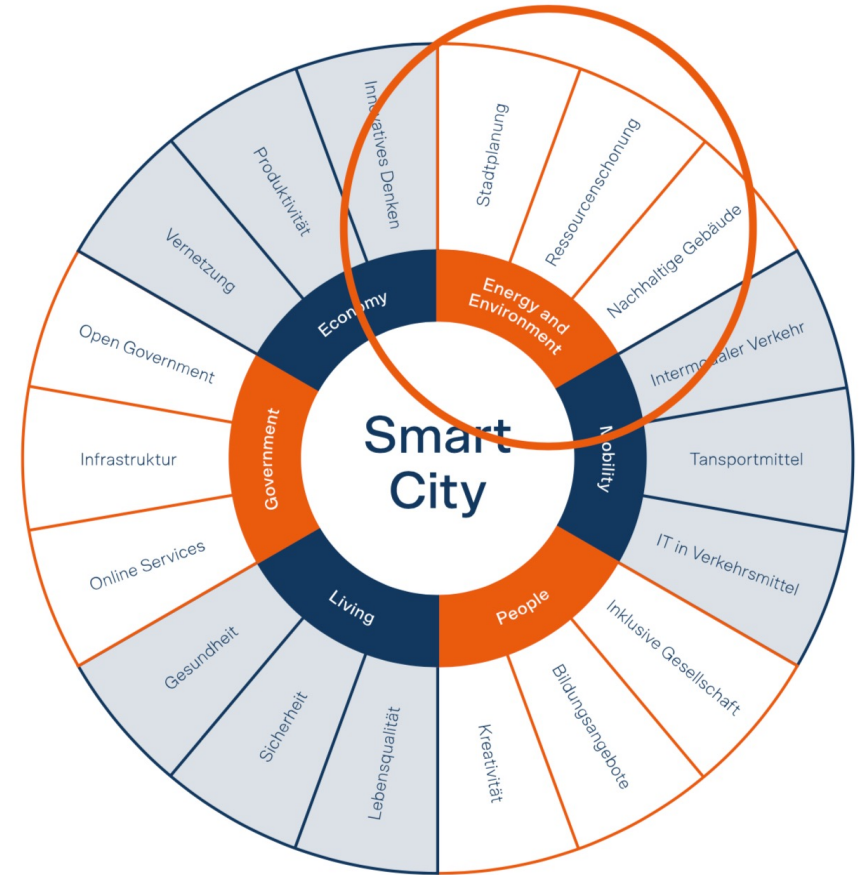 Smart
City
Energy and
Environment
Stadtplanung
Ressourcenschonung
Nachhaltige Gebäude
Mobility
Intermodaler Verkehr
Tansportmittel
IT in Verkehrsmittel
People
Inklusive Gesellschaft
Bildungsangebote
Kreativität
Living
Lebensqualität
Sicherheit
Gesundheit
Government
Online Services
Infrastruktur
Open Government
Economy
Vernetzung
Produktivität
Innovatives Denken